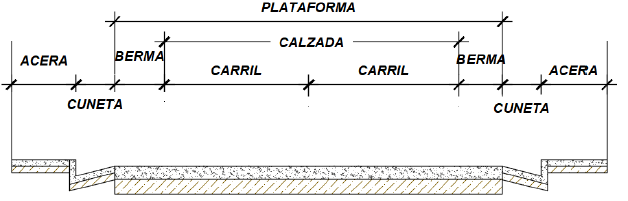 PLATAFORMA
CALZADA
ACERA BERMA BERMA ACERA
CARRIL CARRIL
CUNETA CUNETA